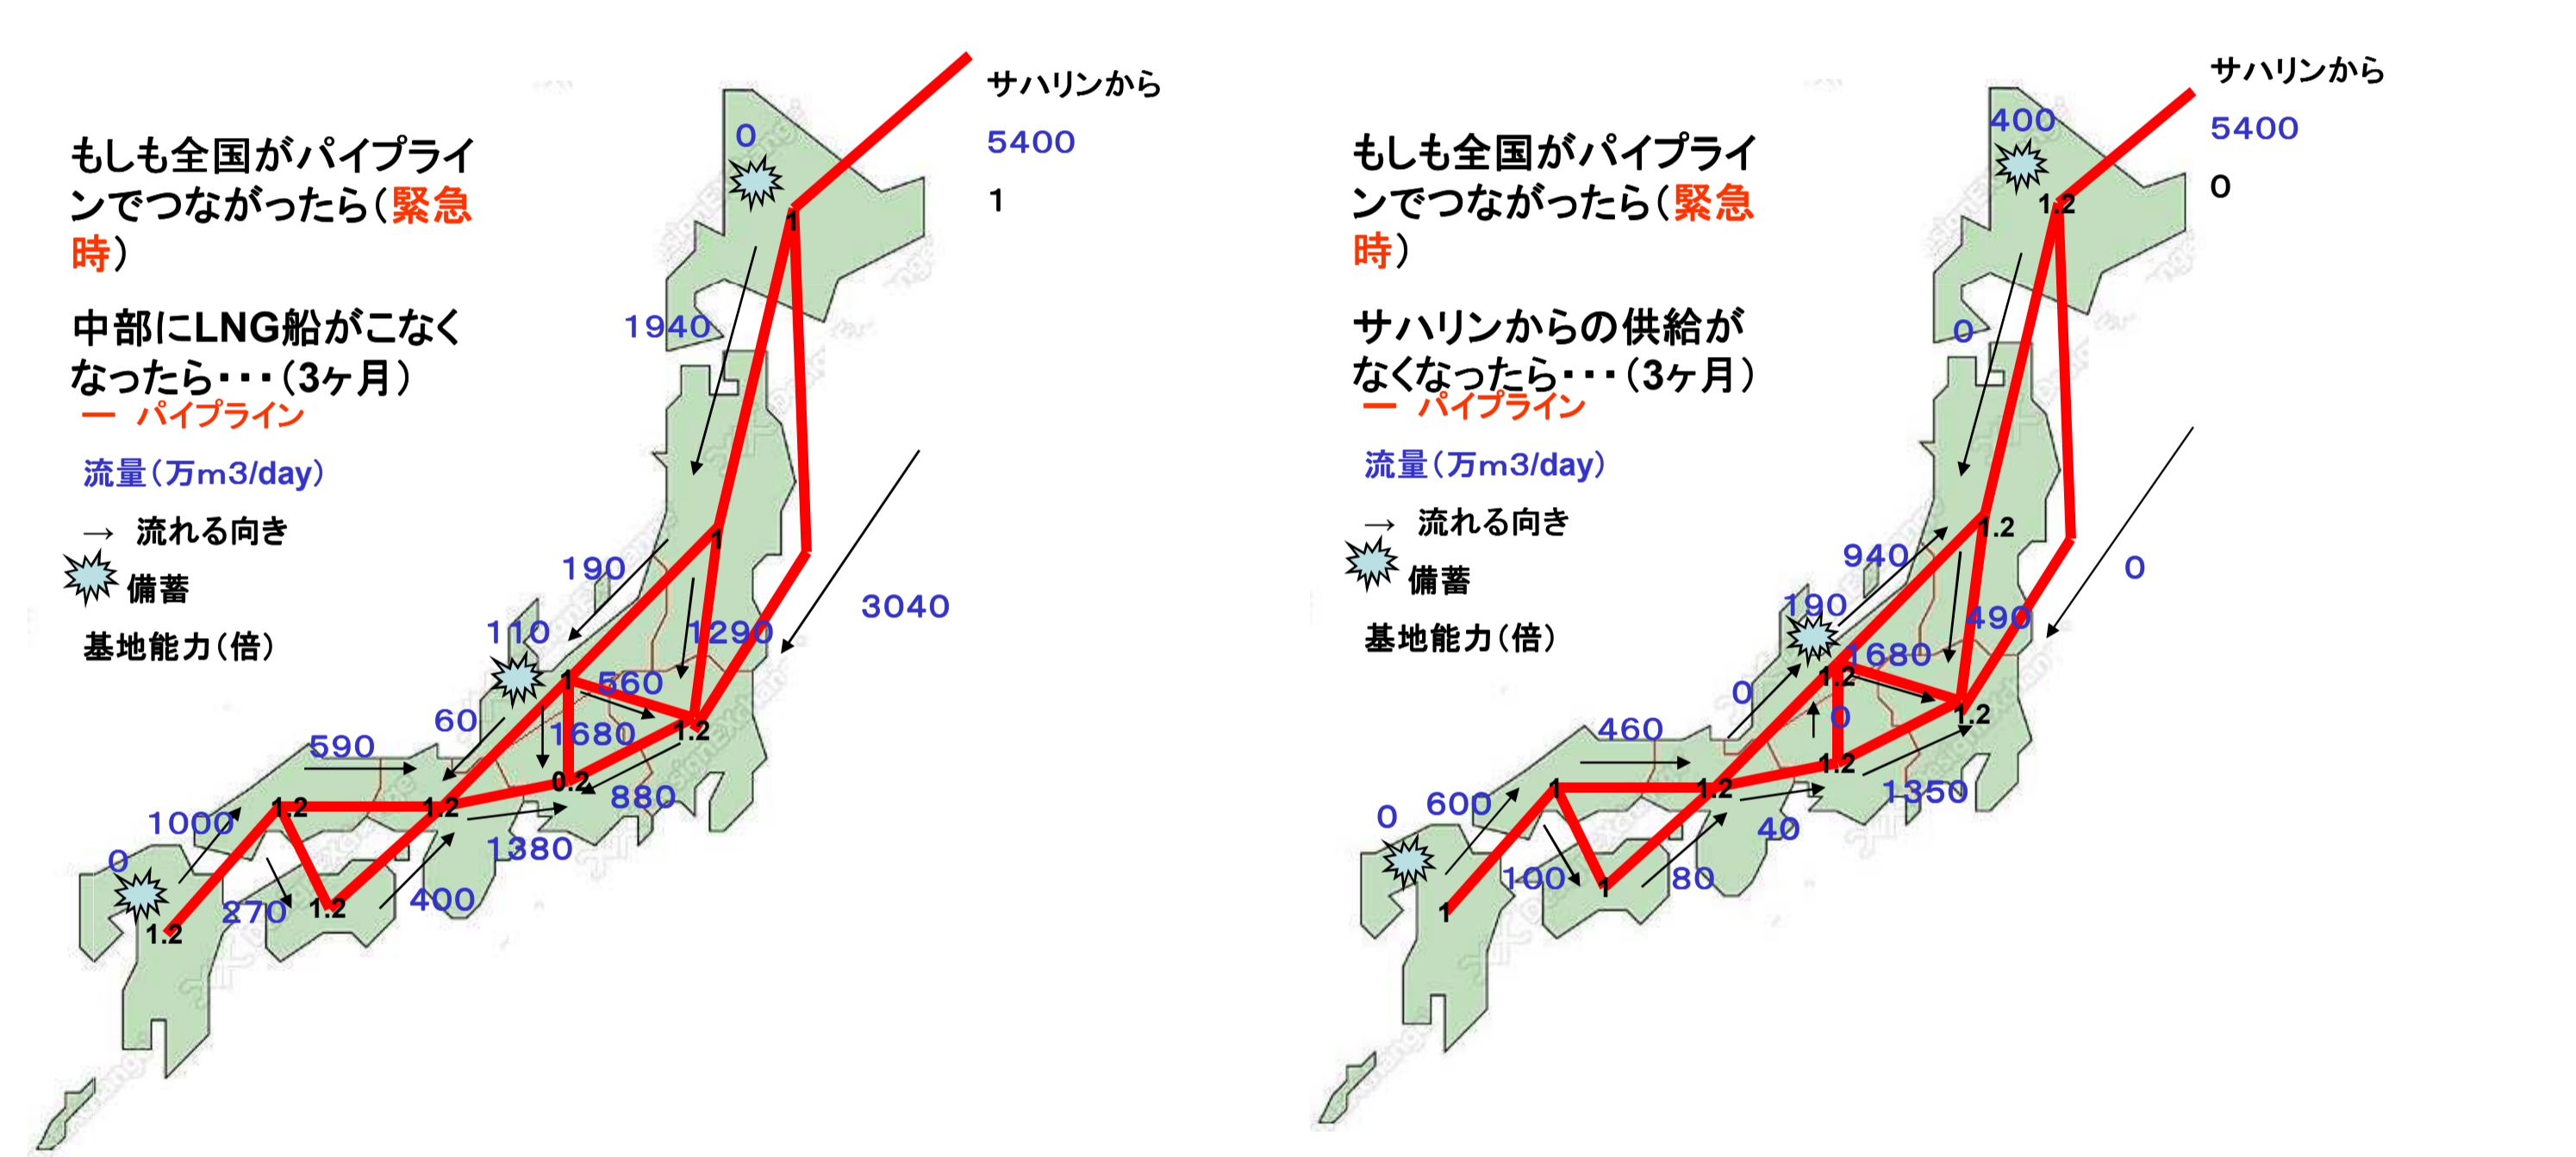 もしも全国がパイプライ
ンでつながったら（緊急
時）
中部にLNG船がこなく
なったら・・・（3ヶ月）
ー パイプライン
流量（万ｍ3/day）
→ 流れる向き
備蓄
基地能力（倍）
サハリンから
5400
1
0
1
1940
1
190
3040
110
1290
1
560
60
1.2
590
1680
0.2
880
1.2
1.2
1000
1380
0
270
1.2
400
1.2
もしも全国がパイプライ
ンでつながったら（緊急
時）
サハリンからの供給が
なくなったら・・・（3ヶ月）
ー パイプライン
流量（万ｍ3/day）
→ 流れる向き
備蓄
基地能力（倍）
サハリンから
5400
0
400
1.2
0
1.2
940
0
190
490
1680
1.2
0
0
1.2
460
1.2
1350
1
1.2
600
0
40
100
1
80
1